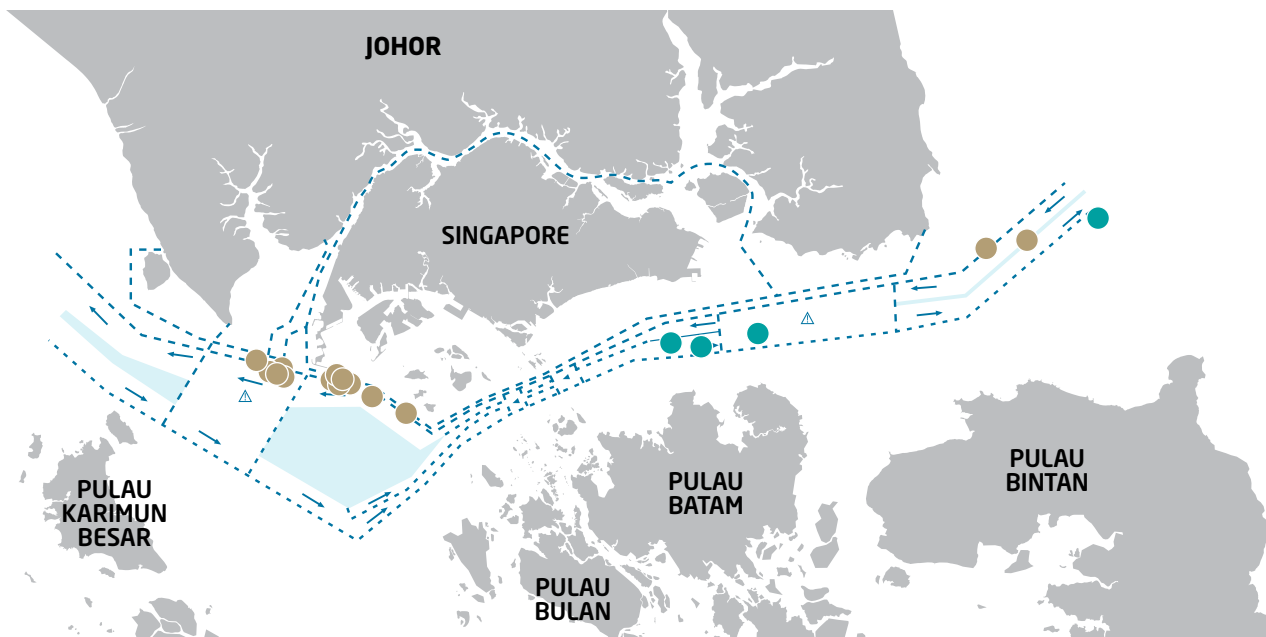 JOHOR
SINGAPORE
PULAU
KARIMUN
BESAR
PULAU
BATAM
PULAU
BINTAN
PULAU
BULAN